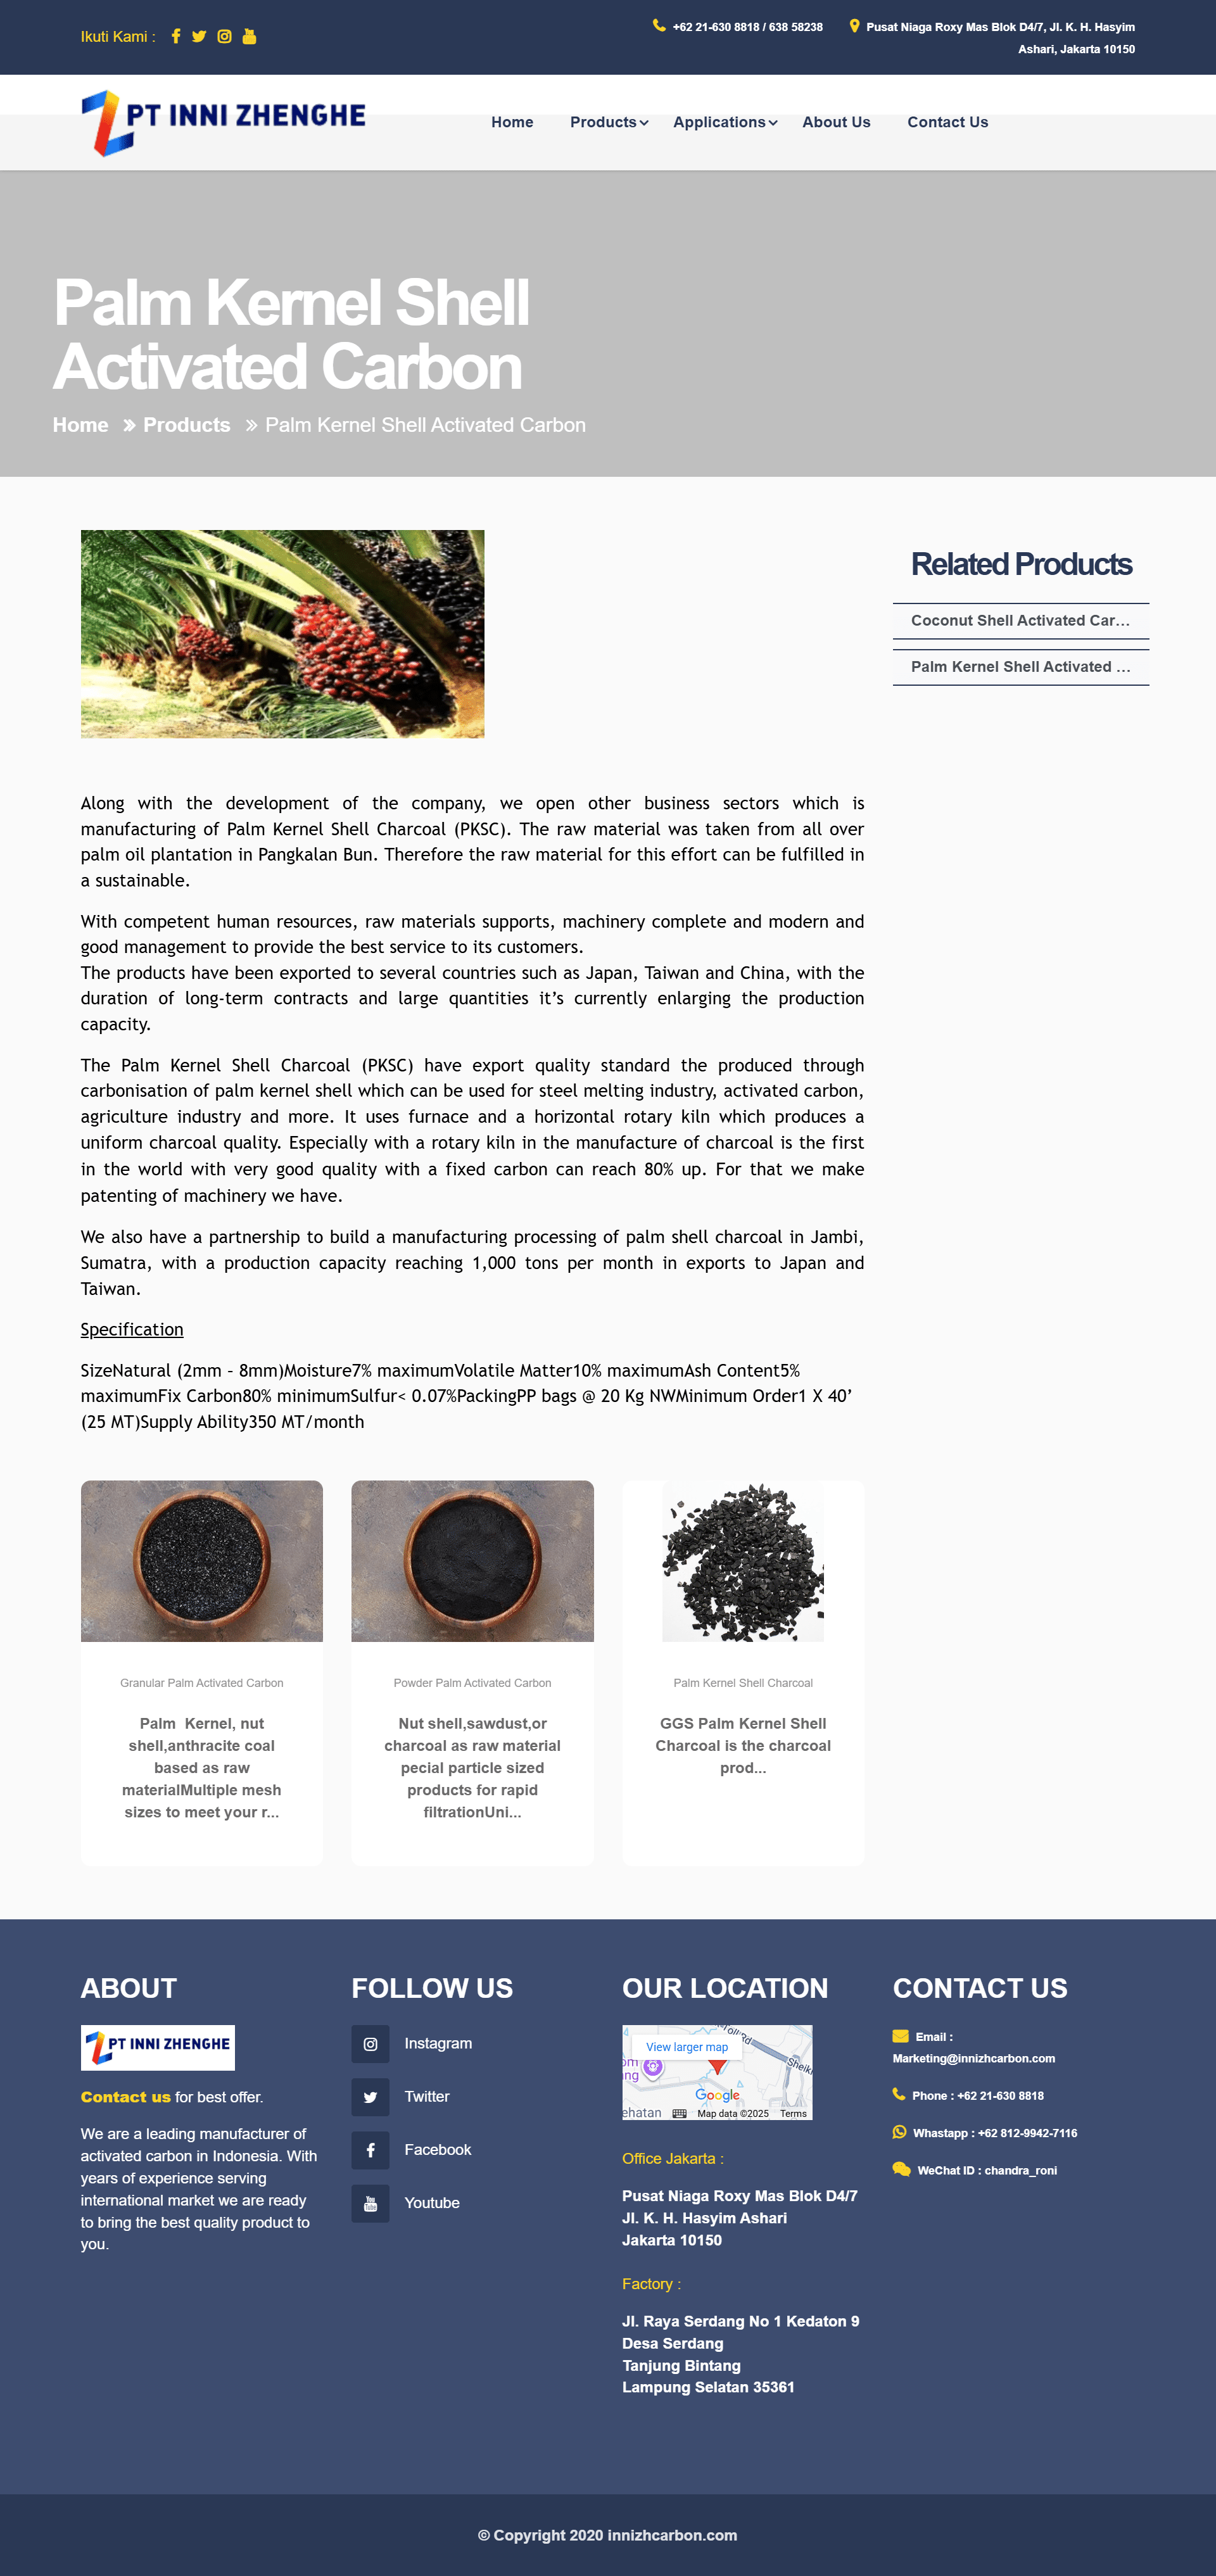 Ikuti Kami :
+62 21-630 8818 / 638 58238
Pusat Niaga Roxy Mas Blok D4/7, Jl. K. H. Hasyim
Ashari, Jakarta 10150
PT INNI ZHENGHE
Home Products Applications About Us Contact Us
Palm Kernel Shell
Activated Carbon
Home » Products » Palm Kernel Shell Activated Carbon
Related Products
Coconut Shell Activated Car...
Palm Kernel Shell Activated ...
Along with the development of the company, we open other business sectors which is
manufacturing of Palm Kernel Shell Charcoal (PKSC). The raw material was taken from all over
palm oil plantation in Pangkalan Bun. Therefore the raw material for this effort can be fulfilled in
a sustainable.
With competent human resources, raw materials supports, machinery complete and modern and
good management to provide the best service to its customers.
The products have been exported to several countries such as Japan, Taiwan and China, with the
duration of long-term contracts and large quantities it’s currently enlarging the production
capacity.
The Palm Kernel Shell Charcoal (PKSC) have export quality standard the produced through
carbonisation of palm kernel shell which can be used for steel melting industry, activated carbon,
agriculture industry and more. It uses furnace and a horizontal rotary kiln which produces a
uniform charcoal quality. Especially with a rotary kiln in the manufacture of charcoal is the first
in the world with very good quality with a fixed carbon can reach 80% up. For that we make
patenting of machinery we have.
We also have a partnership to build a manufacturing processing of palm shell charcoal in Jambi,
Sumatra, with a production capacity reaching 1,000 tons per month in exports to Japan and
Taiwan.
Specification
SizeNatural (2mm – 8mm)Moisture7% maximumVolatile Matter10% maximumAsh Content5%
maximumFix Carbon80% minimumSulfur< 0.07%PackingPP bags @ 20 Kg NWMinimum Order1 X 40’
(25 MT)Supply Ability350 MT/month
Granular Palm Activated Carbon
Palm  Kernel, nut
shell,anthracite coal
based as raw
materialMultiple mesh
sizes to meet your r...
Powder Palm Activated Carbon
Nut shell,sawdust,or
charcoal as raw material
pecial particle sized
products for rapid
filtrationUni...
Palm Kernel Shell Charcoal
GGS Palm Kernel Shell
Charcoal is the charcoal
prod...
ABOUT
PT INNI ZHENGHE
Contact us for best offer.
We are a leading manufacturer of
activated carbon in Indonesia. With
years of experience serving
international market we are ready
to bring the best quality product to
you.
FOLLOW US
Instagram
Twitter
Facebook
Youtube
OUR LOCATION
View larger map
Google
Map data ©2025 Terms
Office Jakarta :
Pusat Niaga Roxy Mas Blok D4/7
Jl. K. H. Hasyim Ashari
Jakarta 10150
Factory :
Jl. Raya Serdang No 1 Kedaton 9
Desa Serdang
Tanjung Bintang
Lampung Selatan 35361
CONTACT US
Email :
Marketing@innizhcarbon.com
Phone : +62 21-630 8818
Whastapp : +62 812-9942-7116
WeChat ID : chandra_roni
© Copyright 2020 innizhcarbon.com